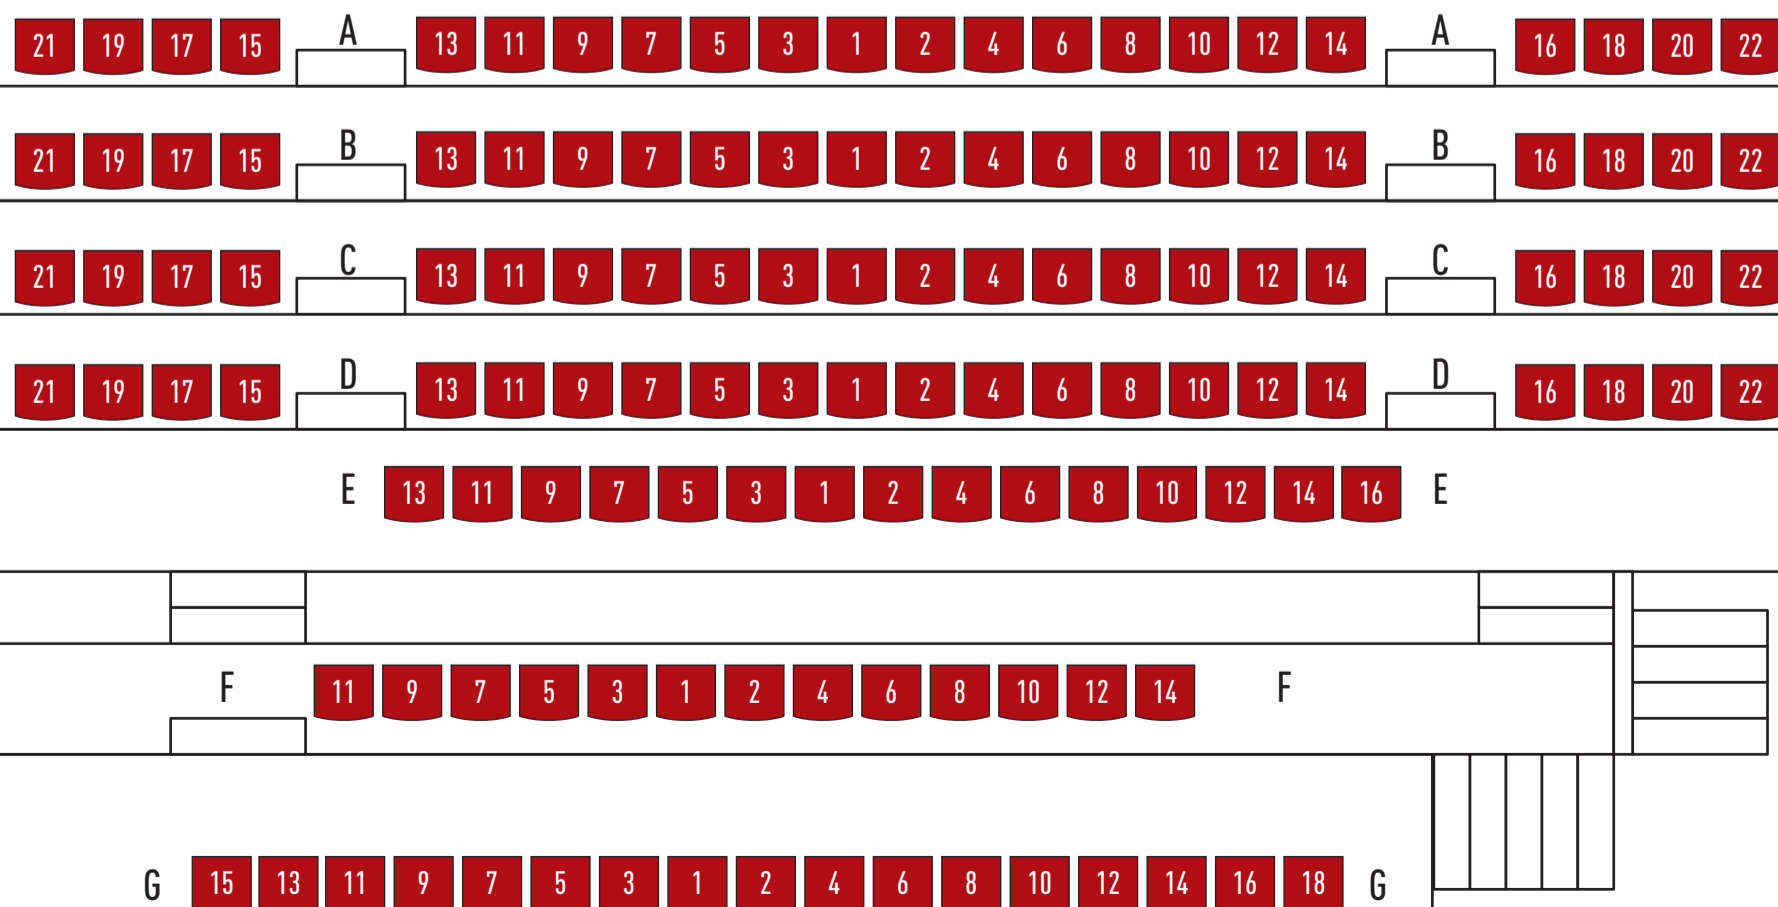 21 19 17 15 A 13 11 9 7 5 3 1 2 4 6 8 10 12 14 A 16 18 20 22
21 19 17 15 B 13 11 9 7 5 3 1 2 4 6 8 10 12 14 B 16 18 20 22
21 19 17 15 C 13 11 9 7 5 3 1 2 4 6 8 10 12 14 C 16 18 20 22
21 19 17 15 D 13 11 9 7 5 3 1 2 4 6 8 10 12 14 D 16 18 20 22
E 13 11 9 7 5 3 1 2 4 6 8 10 12 14 16 E
F 11 9 7 5 3 1 2 4 6 8 10 12 14 F
G 15 13 11 9 7 5 3 1 2 4 6 8 10 12 14 16 18 G